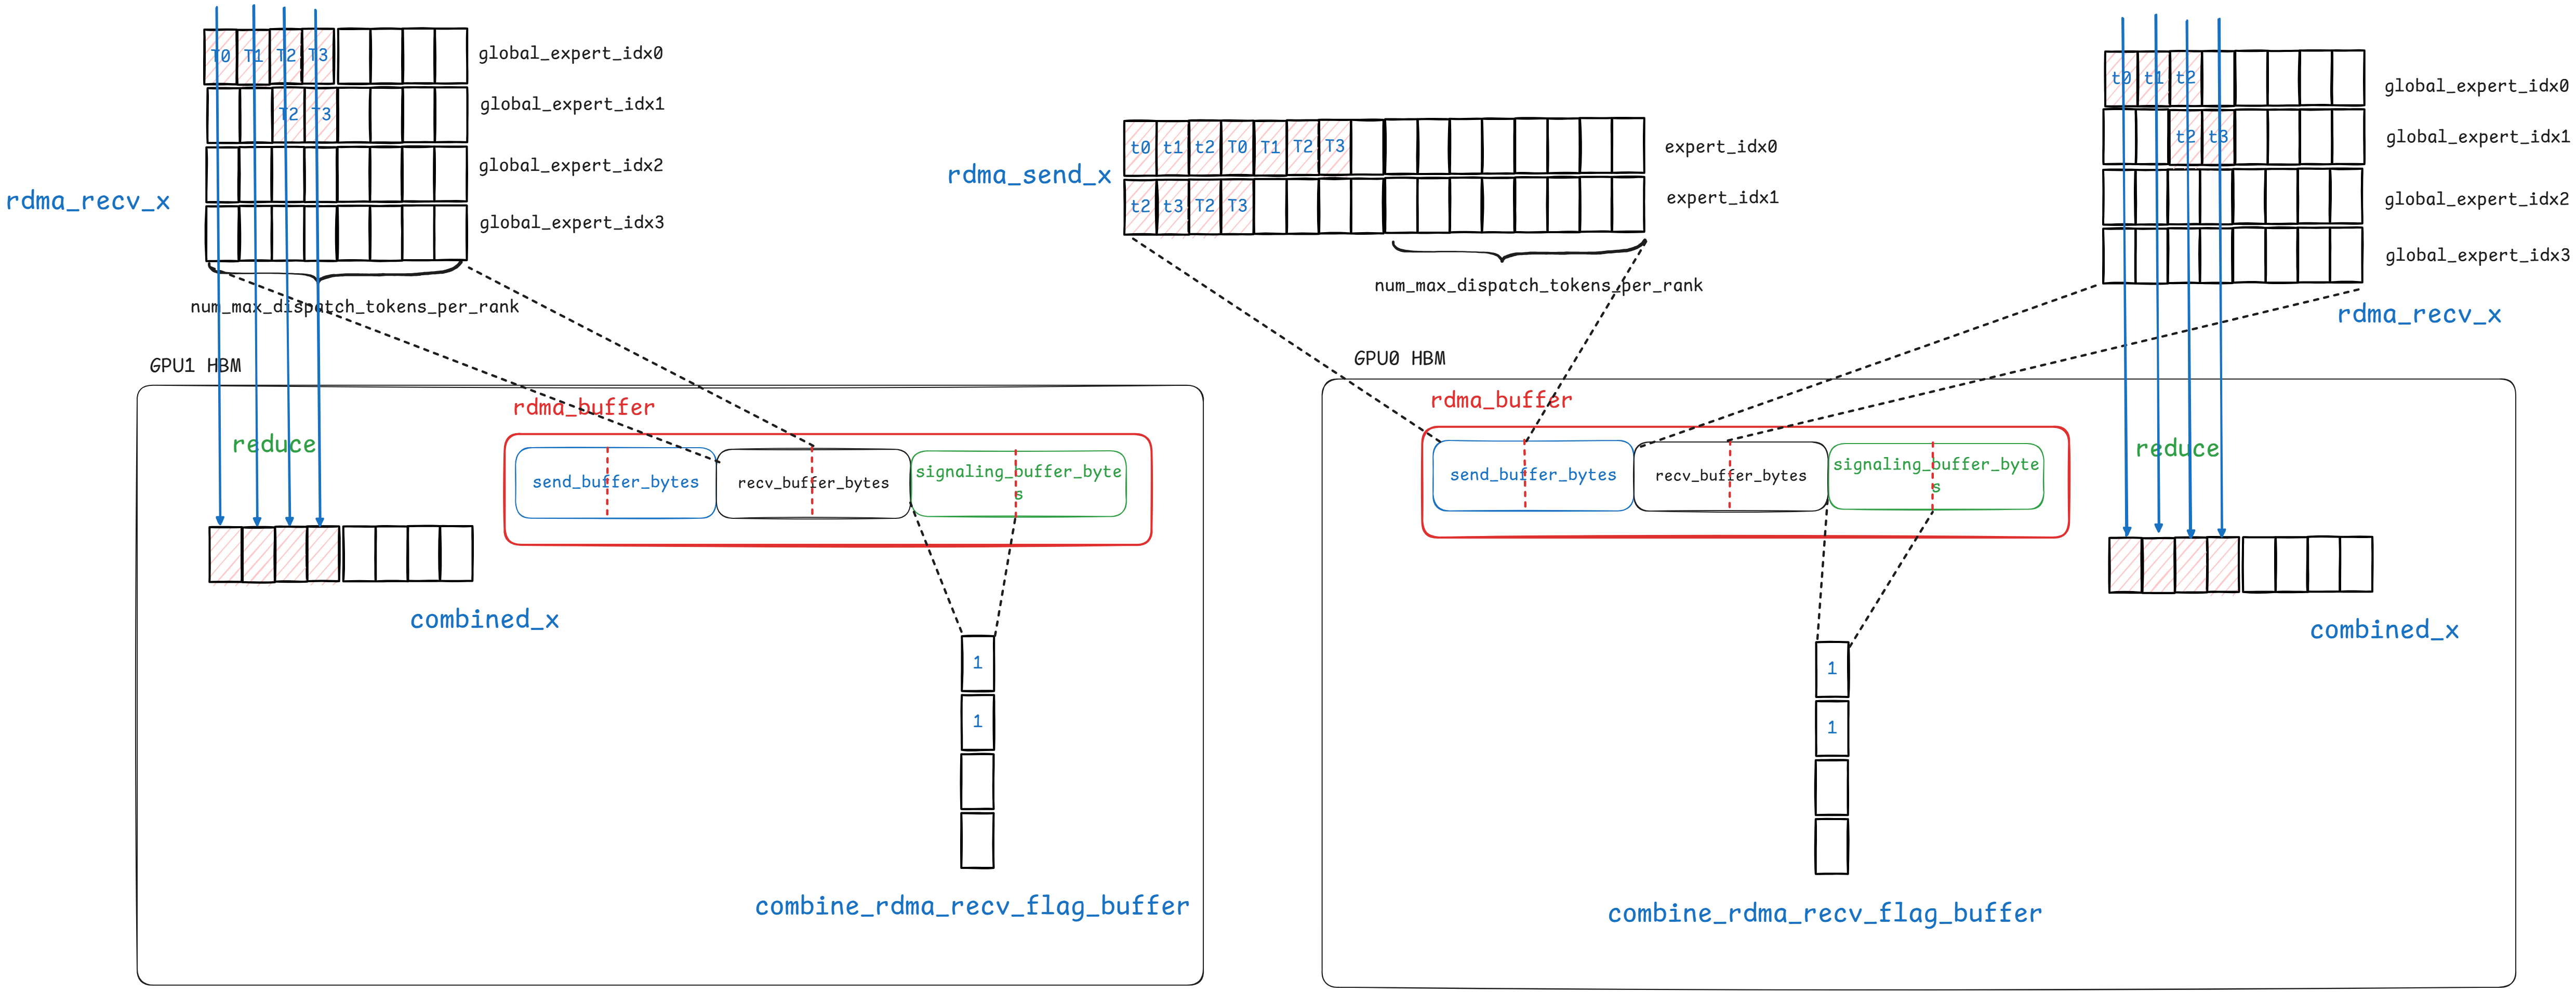 T0 T1 T2 T3
global_expert_idx0
T2 T3
global_expert_idx1
global_expert_idx2
global_expert_idx3
rdma_recv_x
num_max_dispatch_tokens_per_rank
rdma_send_x
t0 t1 t2 T0 T1 T2 T3
expert_idx0
t2 t3 T2 T3
expert_idx1
num_max_dispatch_tokens_per_rank
t0 t1 t2
global_expert_idx0
t2 t3
global_expert_idx1
global_expert_idx2
global_expert_idx3
rdma_recv_x
GPU1 HBM
rdma_buffer
reduce
send_buffer_bytes
recv_buffer_bytes
signaling_buffer_byte
s
combined_x
1
1
combine_rdma_recv_flag_buffer
GPU0 HBM
rdma_buffer
send_buffer_bytes
recv_buffer_bytes
signaling_buffer_byte
s
reduce
combined_x
1
1
combine_rdma_recv_flag_buffer